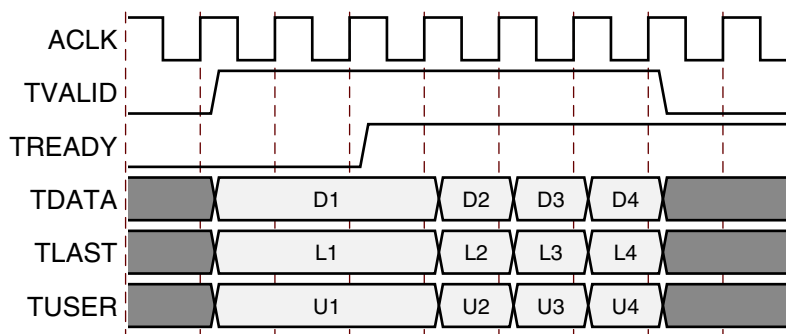 ACLK
TVALID
TREADY
TDATA D1 D2 D3 D4
TLAST L1 L2 L3 L4
TUSER U1 U2 U3 U4